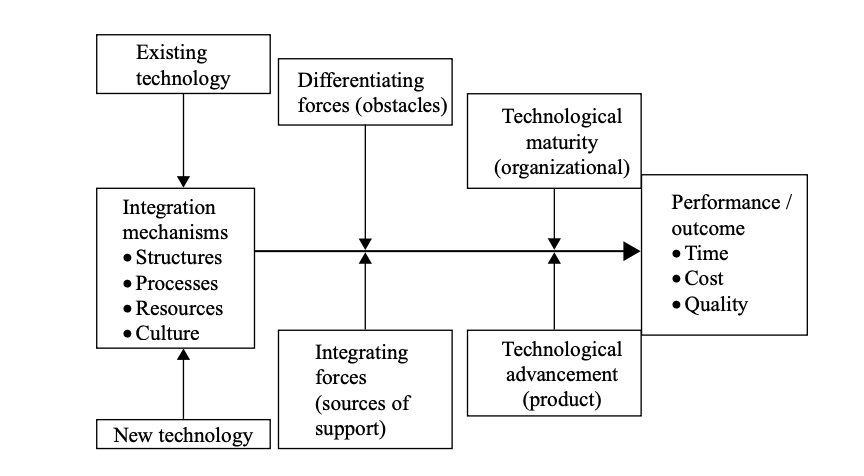 Existing
technology
Differentiating
forces (obstacles)
Technological
maturity
(organizational)
Integration
mechanisms
• Structures
• Processes
• Resources
• Culture
Performance /
outcome
• Time
• Cost
• Quality
Integrating
forces
(sources of
support)
Technological
advancement
(product)
New technology